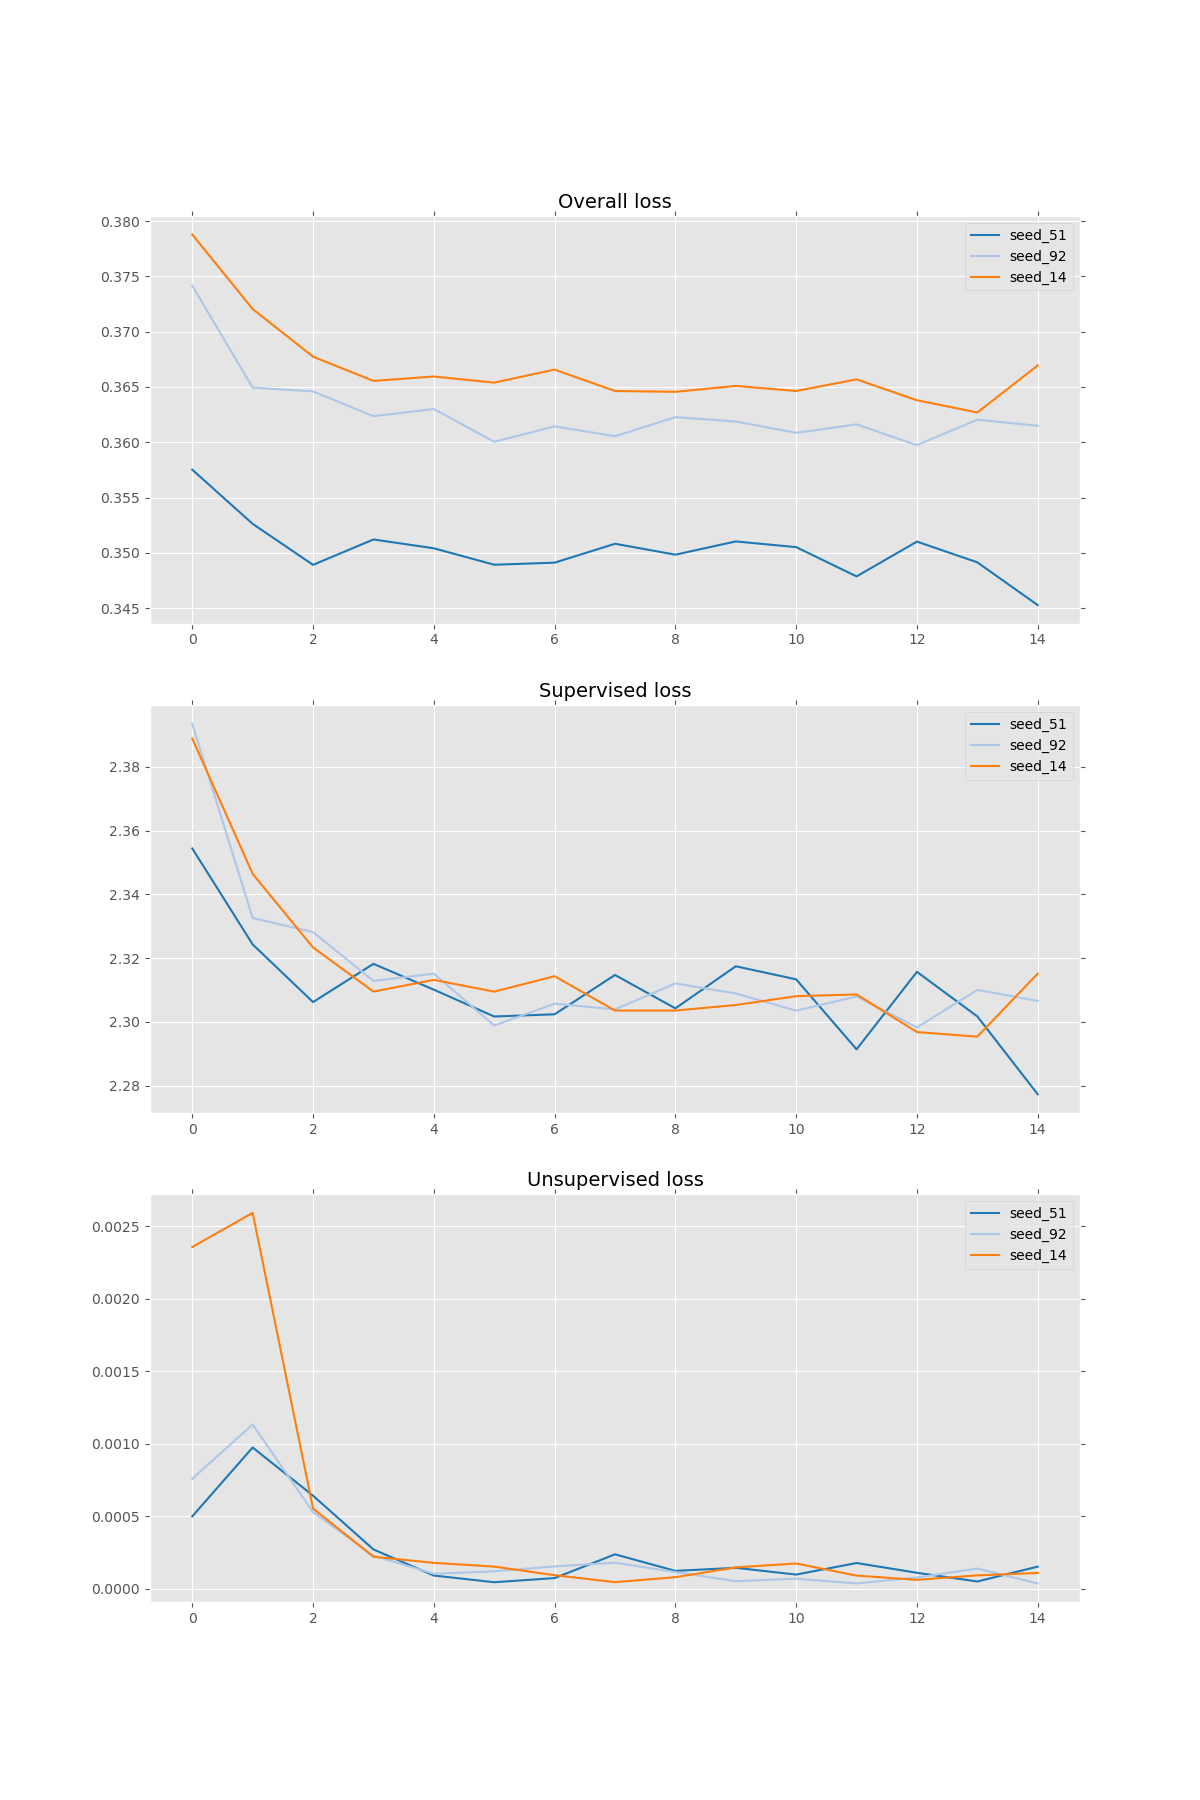 Overall loss
0.380
0.375
0.370
0.365
0.360
0.355
0.350
0.345
seed_51
seed_92
seed_14
0 2 4 6 8 10 12 14
Supervised loss
2.38
2.36
2.34
2.32
2.30
2.28
seed_51
seed_92
seed_14
0 2 4 6 8 10 12 14
Unsupervised loss
0.0025
0.0020
0.0015
0.0010
0.0005
0.0000
seed_51
seed_92
seed_14
0 2 4 6 8 10 12 14